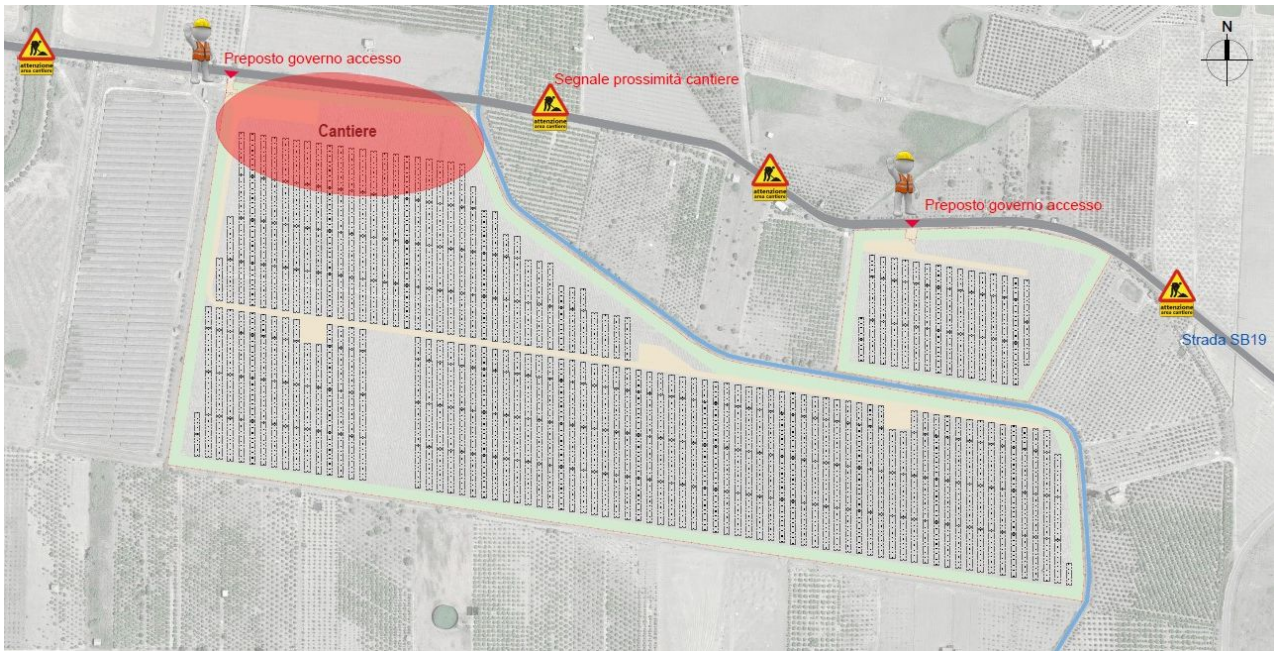 N
Preposto governo accesso
Segnale prossimità cantiere
attenzione
area cantiere
attenzione
area cantiere
Cantiere
attenzione
area cantiere
Preposto governo accesso
attenzione
area cantiere
Strada SB19